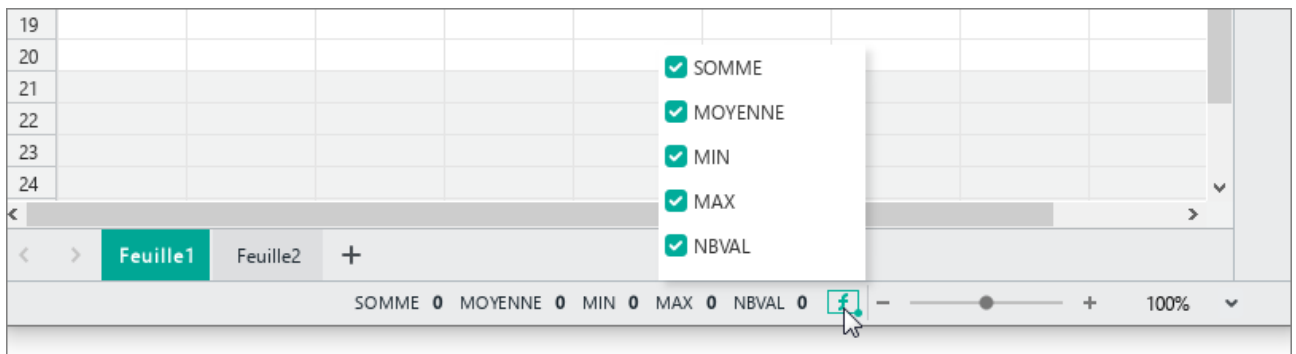 19
20
SOMME
21
22
MOYENNE
23
MIN
24
MAX
NBVAL
Feuille1 Feuille2 +
SOMME 0 MOYENNE 0 MIN 0 MAX 0 NBVAL 0 f − + 100%